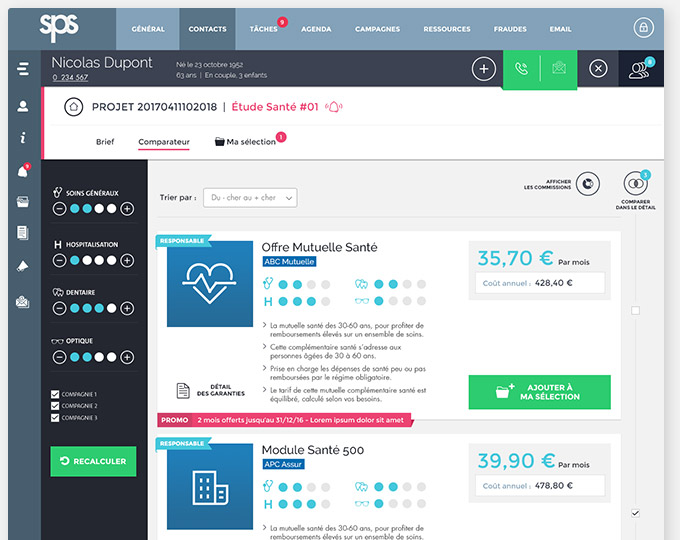 sps
GÉNÉRAL
CONTACTS
TÂCHES
9
AGENDA
CAMPAGNES
RESSOURCES
FRAUDES
EMAIL
Nicolas Dupont
0 234 567
Né le 23 octobre 1952
63 ans | En couple, 3 enfants
8
PROJET 20170411102018 | Étude Santé #01
Brief
Comparateur
Ma sélection
1
9
SOINS GÉNÉRAUX
HOSPITALISATION
DENTAIRE
OPTIQUE
COMPAGNIE 1
COMPAGNIE 2
COMPAGNIE 3
RECALCULER
Trier par :
Du - cher au + cher
AFFICHER
LES COMMISSIONS
3
COMPARER
DANS LE DÉTAIL
RESPONSABLE
Offre Mutuelle Santé
ABC Mutuelle
H
La mutuelle santé des 30-60 ans, pour profiter de
remboursements élevés sur un ensemble de soins.
Cette complémentaire santé s'adresse aux
personnes âgées de 30 à 60 ans.
Prise en charge les dépenses de santé peu ou pas
remboursées par le régime obligatoire.
Le tarif de cette mutuelle complémentaire santé est
équilibré, calculé selon vos besoins.
DÉTAIL
DES GARANTIES
35,70 € Par mois
Coût annuel : 428,40 €
AJOUTER À
MA SÉLECTION
PROMO 2 mois offerts jusqu'au 31/12/16 - Lorem ipsum dolor sit amet
RESPONSABLE
Module Santé 500
APC Assur
H
La mutuelle santé des 30-60 ans, pour profiter de
remboursements élevés sur un ensemble de soins.
39,90 € Par mois
Coût annuel : 478,80 €